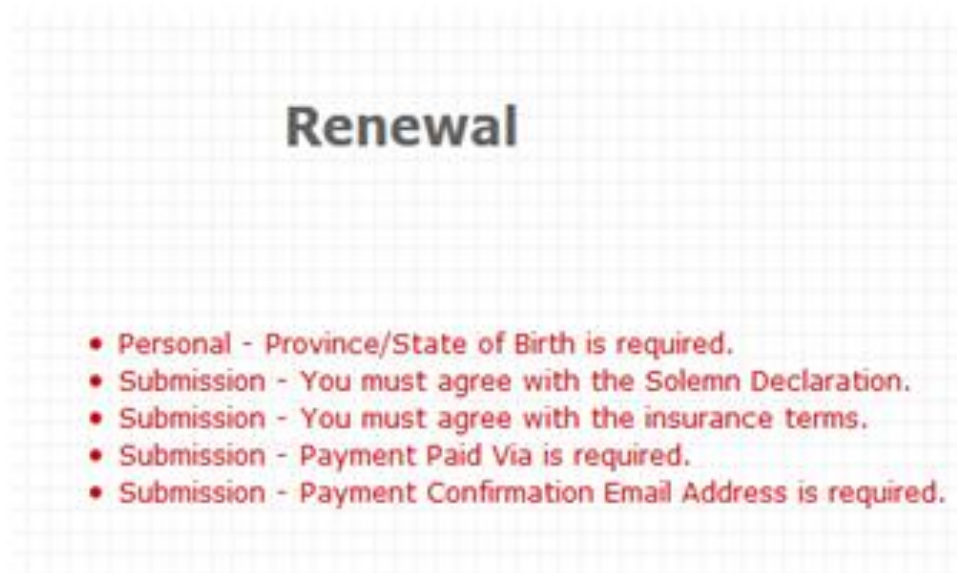 Renewal
• Personal - Province/State of Birth is required.
• Submission - You must agree with the Solemn Declaration.
• Submission - You must agree with the insurance terms.
• Submission - Payment Paid Via is required.
• Submission - Payment Confirmation Email Address is required.